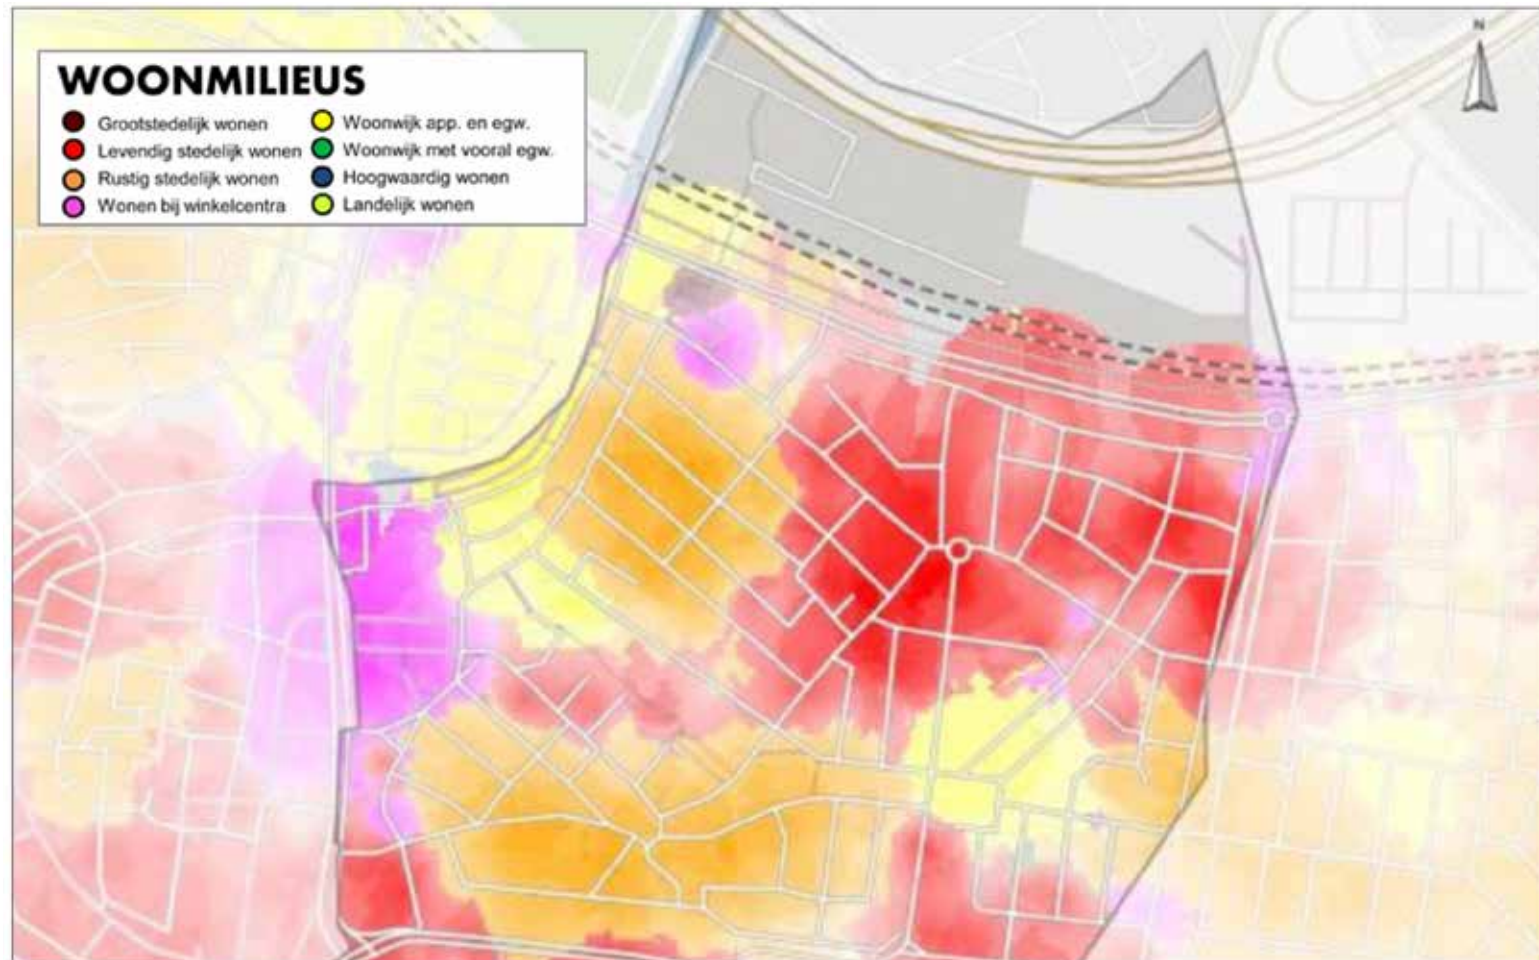 WOONMILIEUS
Grootstedelijk wonen
Levendig stedelijk wonen
Rustig stedelijk wonen
Wonen bij winkelcentra
Woonwijk app. en egw.
Woonwijk met vooral egw.
Hoogwaardig wonen
Landelijk wonen
N